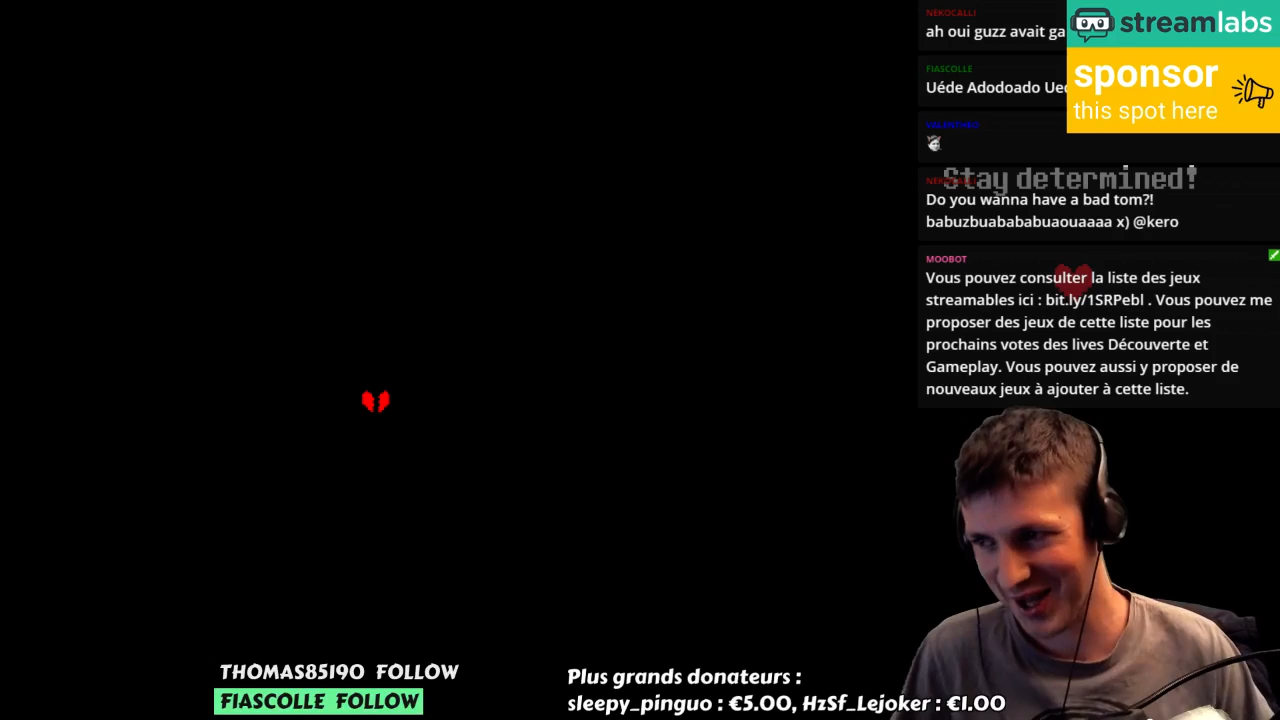 NEKOCALLI
ah oui guzz avait ga
streamlabs
sponsor
this spot here
FIASCOLLE
Uéde Adodoado Ued
Stay determined!
Do you wanna have a bad tom?!
babuzbuabababuaouaaaa x) @kero
MOOBOT
Vous pouvez consulter la liste des jeux
streamables ici : bit.ly/1SRPebl . Vous pouvez me
proposer des jeux de cette liste pour les
prochains votes des lives Découverte et
Gameplay. Vous pouvez aussi y proposer de
nouveaux jeux à ajouter à cette liste.
THOMAS85190 FOLLOW
FIASCOLLE FOLLOW
Plus grands donateurs :
sleepy_pinguo : €5.00, HzSf_Lejoker : €1.00